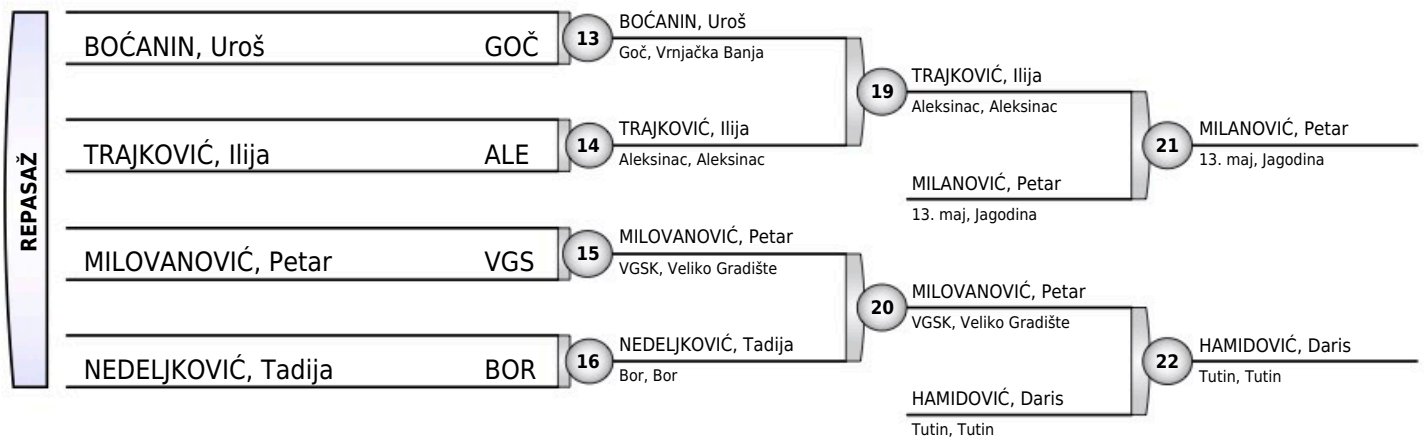 REPASAŽ
BOĆANIN, Uroš GOČ
TRAJKOVIĆ, Ilija ALE
MILOVANOVIĆ, Petar VGS
NEDELJKOVIĆ, Tadija BOR
13
BOĆANIN, Uroš
Goč, Vrnjačka Banja
14
TRAJKOVIĆ, Ilija
Aleksinac, Aleksinac
15
MILOVANOVIĆ, Petar
VGSK, Veliko Gradište
16
NEDELJKOVIĆ, Tadija
Bor, Bor
19
TRAJKOVIĆ, Ilija
Aleksinac, Aleksinac
MILANOVIĆ, Petar
13. maj, Jagodina
20
MILOVANOVIĆ, Petar
VGSK, Veliko Gradište
HAMIDOVIĆ, Daris
Tutin, Tutin
21
MILANOVIĆ, Petar
13. maj, Jagodina
22
HAMIDOVIĆ, Daris
Tutin, Tutin